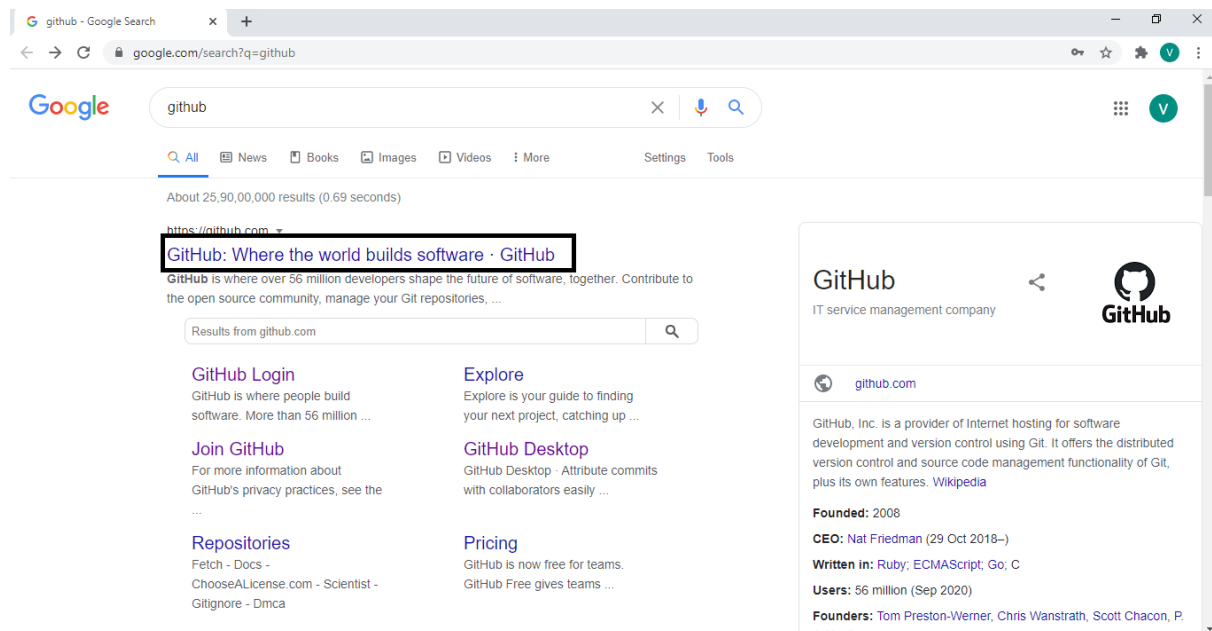 github - Google Search
google.com/search?q=github
V
Google
github
V
All News Books Images Videos More Settings Tools
About 25,90,00,000 results (0.69 seconds)
https://github.com
GitHub: Where the world builds software · GitHub
GitHub is where over 56 million developers shape the future of software, together. Contribute to
the open source community, manage your Git repositories, ...
Results from github.com
GitHub Login
GitHub is where people build
software. More than 56 million ...
Explore
Explore is your guide to finding
your next project, catching up ...
Join GitHub
For more information about
GitHub's privacy practices, see the
...
GitHub Desktop
GitHub Desktop · Attribute commits
with collaborators easily ...
Repositories
Fetch - Docs -
ChooseALicense.com - Scientist -
Gitignore - Dmca
Pricing
GitHub is now free for teams.
GitHub Free gives teams ...
GitHub
IT service management company
GitHub
github.com
GitHub, Inc. is a provider of Internet hosting for software
development and version control using Git. It offers the distributed
version control and source code management functionality of Git,
plus its own features. Wikipedia
Founded: 2008
CEO: Nat Friedman (29 Oct 2018–)
Written in: Ruby; ECMAScript; Go; C
Users: 56 million (Sep 2020)
Founders: Tom Preston-Werner, Chris Wanstrath, Scott Chacon, P.